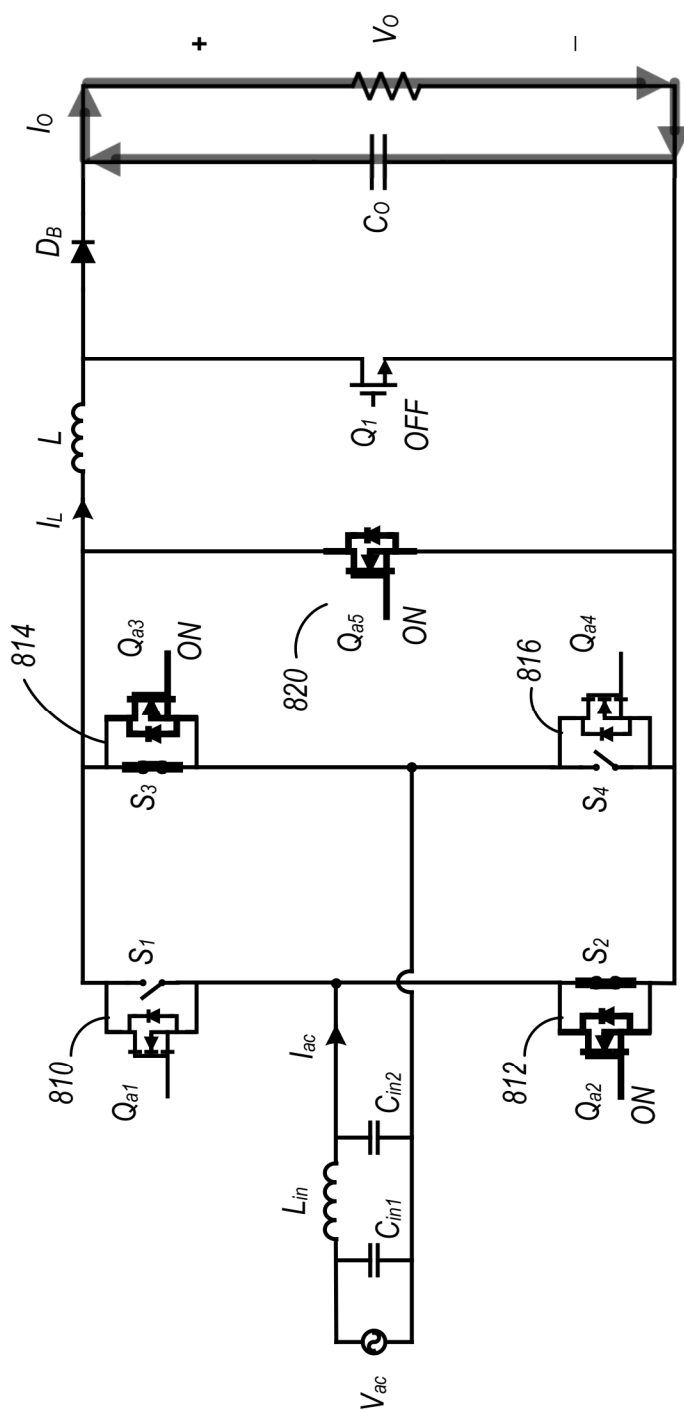 Vac
Cin1
Lin
Cin2
Iac
810
Qa1
S1
812
Qa2
ON
S2
814
Qa3
ON
S3
816
Qa4
S4
820
Qa5
ON
IL
L
Q1
OFF
DB
CO
IO
+
VO
−